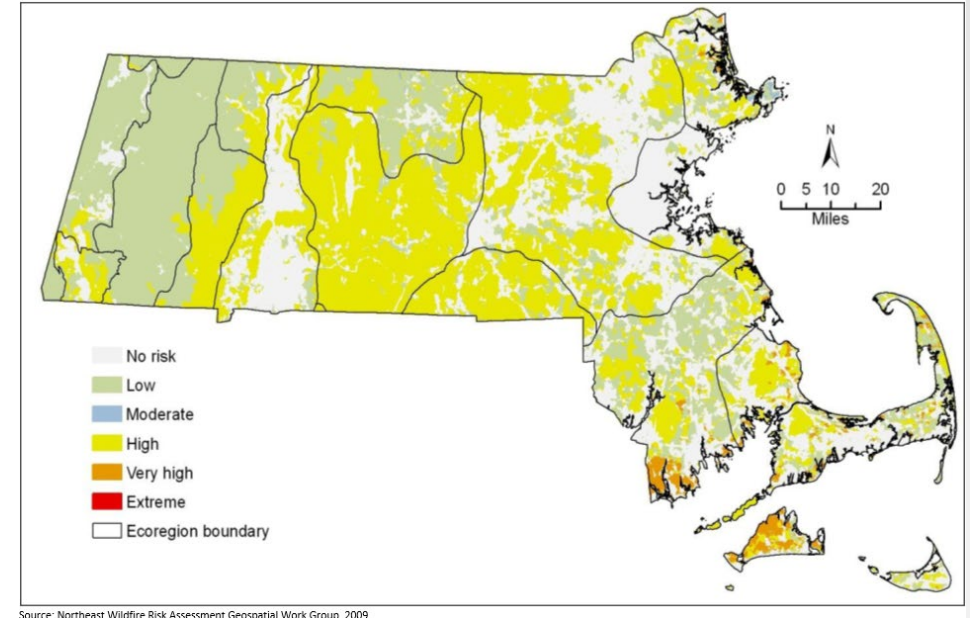 N
0 5 10 20
Miles
No risk
Low
Moderate
High
Very high
Extreme
Ecoregion boundary
Source: Northeast Wildfire Risk Assessment Geospatial Work Group, 2009